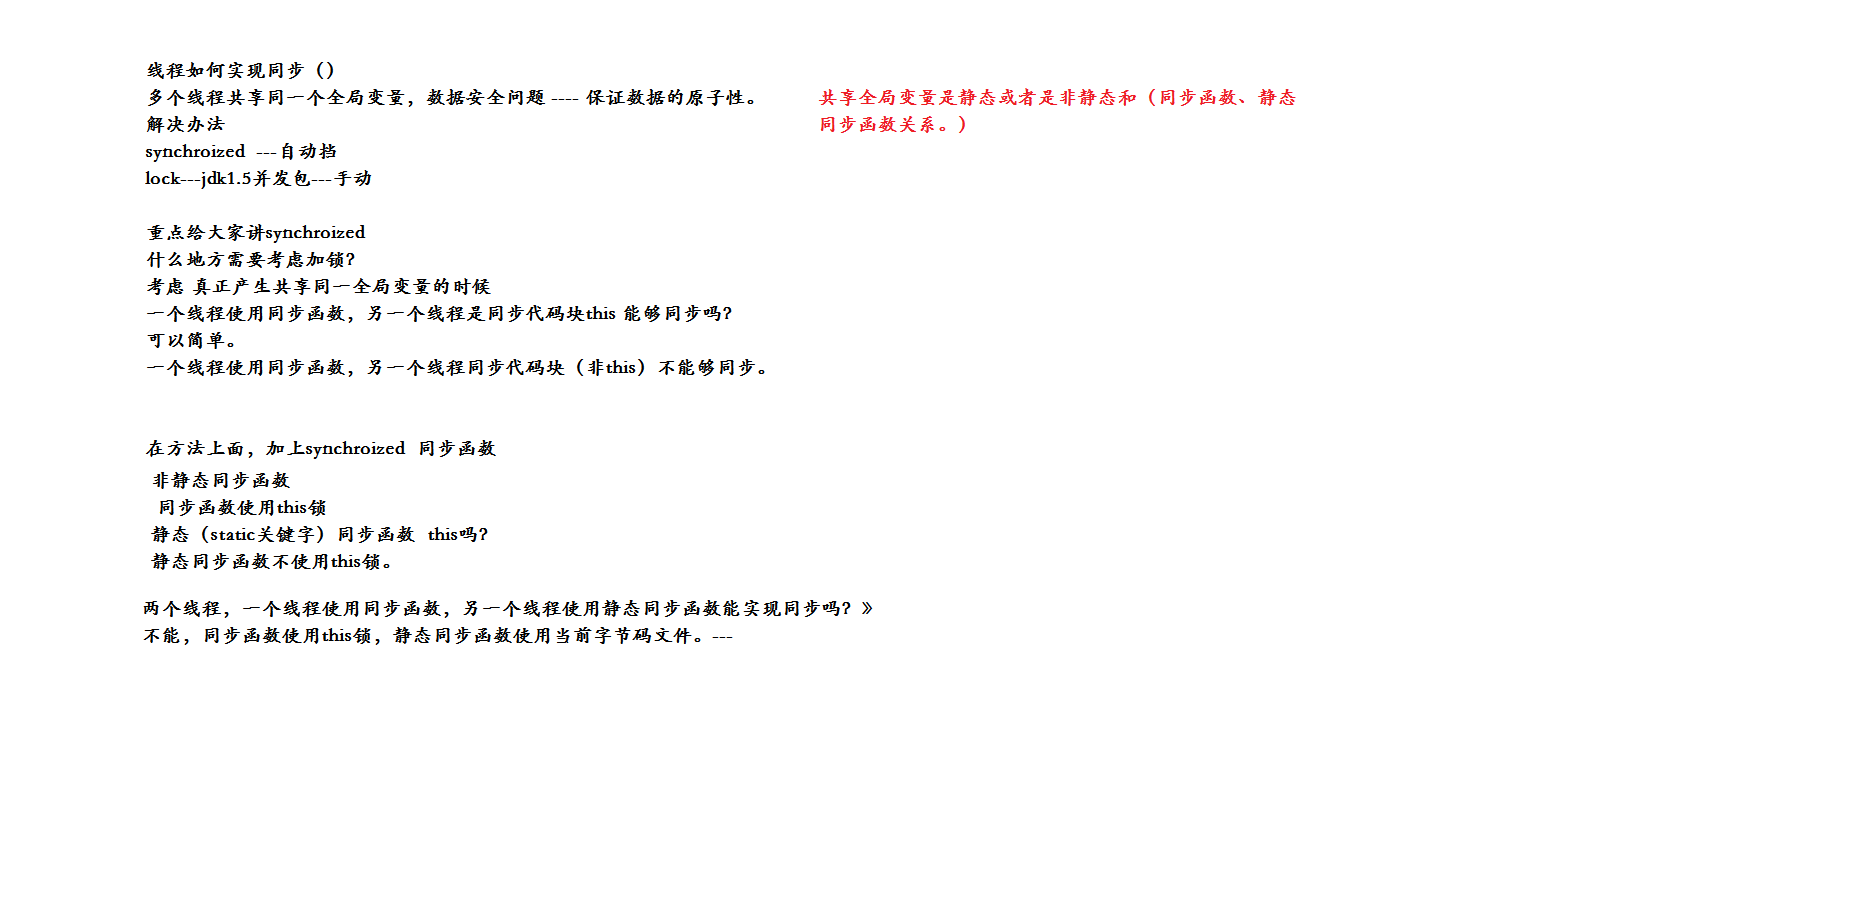 线程如何实现同步（）
多个线程共享同一个全局变量，数据安全问题 ---- 保证数据的原子性。
解决办法
synchroized  ---自动挡
lock---jdk1.5并发包---手动
共享全局变量是静态或者是非静态和（同步函数、静态
同步函数关系。）
重点给大家讲synchroized
什么地方需要考虑加锁？
考虑 真正产生共享同一全局变量的时候
一个线程使用同步函数，另一个线程是同步代码块this 能够同步吗？
可以简单。
一个线程使用同步函数，另一个线程同步代码块（非this）不能够同步。
在方法上面，加上synchroized  同步函数
非静态同步函数
同步函数使用this锁
静态（static关键字）同步函数  this吗？
静态同步函数不使用this锁。
两个线程，一个线程使用同步函数，另一个线程使用静态同步函数能实现同步吗？》
不能，同步函数使用this锁，静态同步函数使用当前字节码文件。---